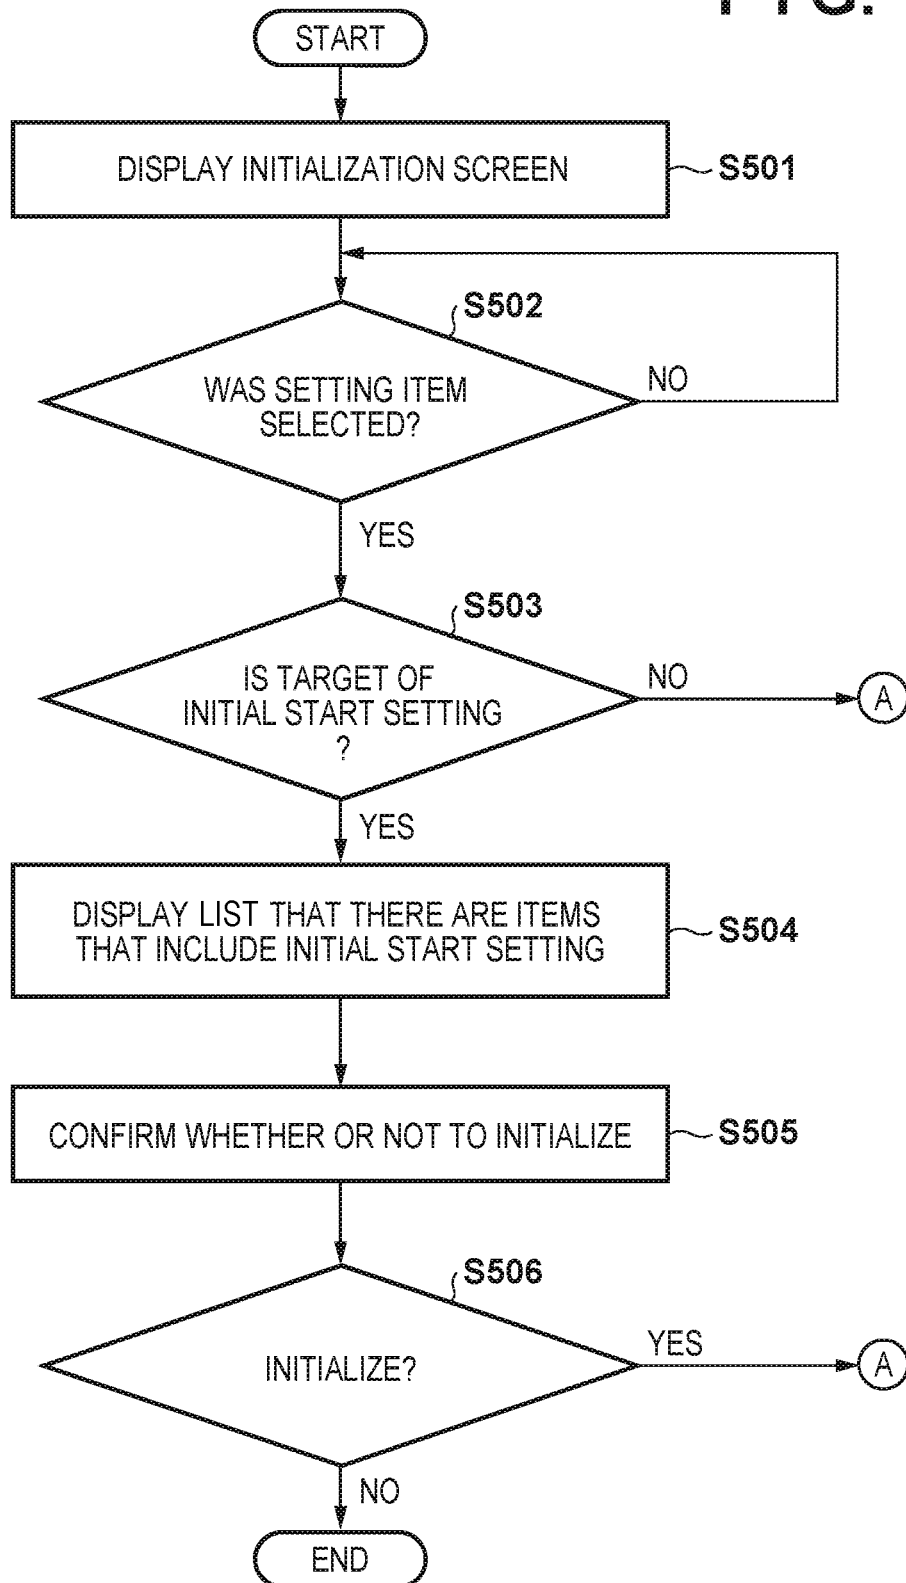 FIG.
START
DISPLAY INITIALIZATION SCREEN
S501
S502
WAS SETTING ITEM
SELECTED?
NO
YES
S503
IS TARGET OF
INITIAL START SETTING
?
NO
A
YES
DISPLAY LIST THAT THERE ARE ITEMS
THAT INCLUDE INITIAL START SETTING
S504
CONFIRM WHETHER OR NOT TO INITIALIZE
S505
S506
INITIALIZE?
YES
A
NO
END